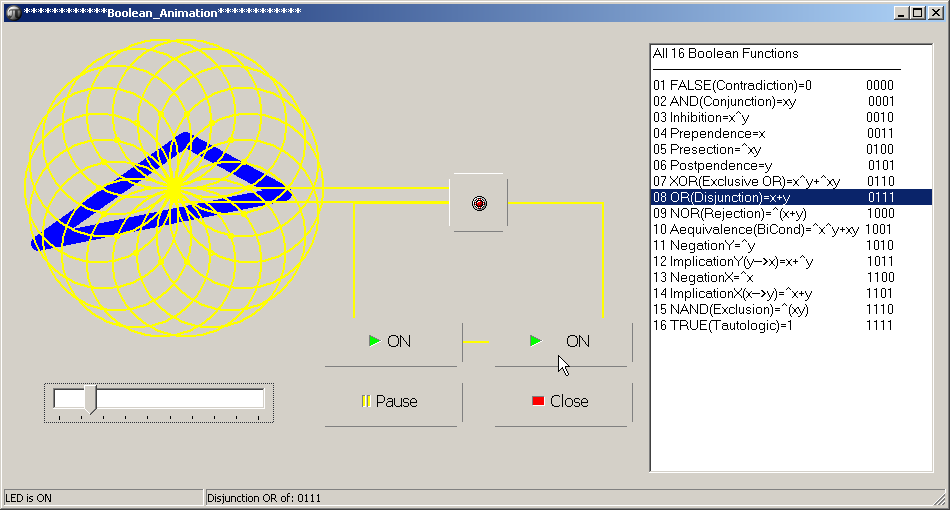 *************Boolean_Animation*************
All 16 Boolean Functions
01 FALSE(Contradiction)=0 0000
02 AND(Conjunction)=xy 0001
03 Inhibition=x^y 0010
04 Prependence=x 0011
05 Presection=^xy 0100
06 Postpendence=y 0101
07 XOR(Exclusive OR)=x^y+^xy 0110
08 OR(Disjunction)=x+y 0111
09 NOR(Rejection)=^(x+y) 1000
10 Aequivalence(BiCond)=^x^y+xy 1001
11 NegationY=^y 1010
12 ImplicationY(y->x)=x+^y 1011
13 NegationX=^x 1100
14 ImplicationX(x->y)=^x+y 1101
15 NAND(Exclusion)=^(xy) 1110
16 TRUE(Tautologic)=1 1111
ON ON
Pause Close
LED is ON Disjunction OR of: 0111